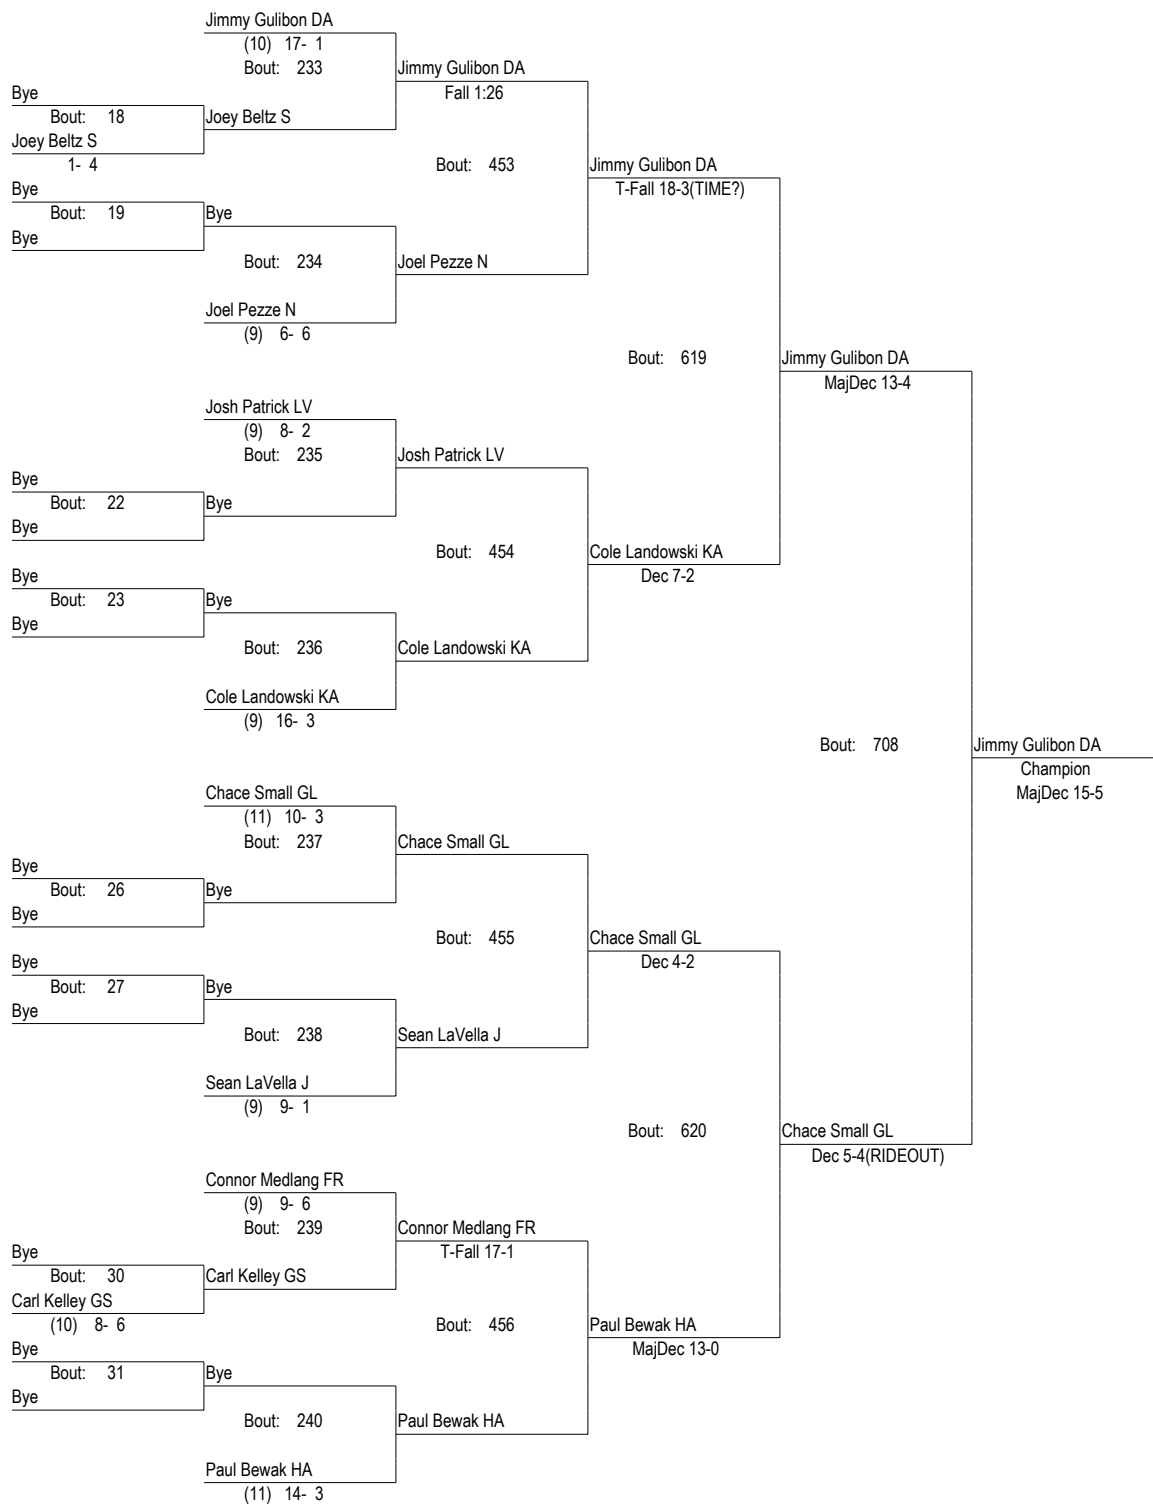 Jimmy Gulibon DA
(10) 17- 1
Bout: 233
Jimmy Gulibon DA
Fall 1:26
Bye
Bout: 18
Joey Beltz S
Joey Beltz S
1- 4
Bout: 453
Jimmy Gulibon DA
T-Fall 18-3(TIME?)
Bye
Bout: 19
Bye
Bye
Bout: 234
Joel Pezze N
Joel Pezze N
(9) 6- 6
Bout: 619
Jimmy Gulibon DA
MajDec 13-4
Josh Patrick LV
(9) 8- 2
Bout: 235
Josh Patrick LV
Bye
Bout: 22
Bye
Bye
Bout: 454
Cole Landowski KA
Dec 7-2
Bye
Bout: 23
Bye
Bye
Bout: 236
Cole Landowski KA
Cole Landowski KA
(9) 16- 3
Bout: 708
Jimmy Gulibon DA
Champion
MajDec 15-5
Chace Small GL
(11) 10- 3
Bout: 237
Chace Small GL
Bye
Bout: 26
Bye
Bye
Bout: 455
Chace Small GL
Dec 4-2
Bye
Bout: 27
Bye
Bye
Bout: 238
Sean LaVella J
Sean LaVella J
(9) 9- 1
Bout: 620
Chace Small GL
Dec 5-4(RIDEOUT)
Connor Medlang FR
(9) 9- 6
Bout: 239
Connor Medlang FR
T-Fall 17-1
Bye
Bout: 30
Carl Kelley GS
Carl Kelley GS
(10) 8- 6
Bout: 456
Paul Bewak HA
MajDec 13-0
Bye
Bout: 31
Bye
Bye
Bout: 240
Paul Bewak HA
Paul Bewak HA
(11) 14- 3